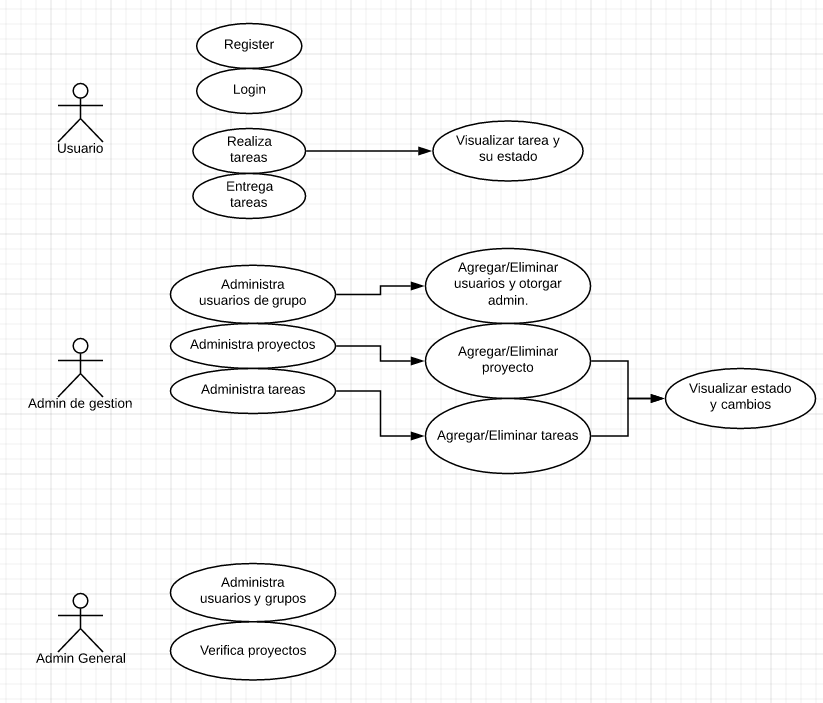 Register
Login
Usuario
Realiza
tareas
Visualizar tarea y
su estado
Entrega
tareas
Administra
usuarios de grupo
Agregar/Eliminar
usuarios y otorgar
admin.
Administra proyectos
Agregar/Eliminar
proyecto
Administra tareas
Visualizar estado
y cambios
Admin de gestion
Agregar/Eliminar tareas
Administra
usuarios y grupos
Admin General
Verifica proyectos